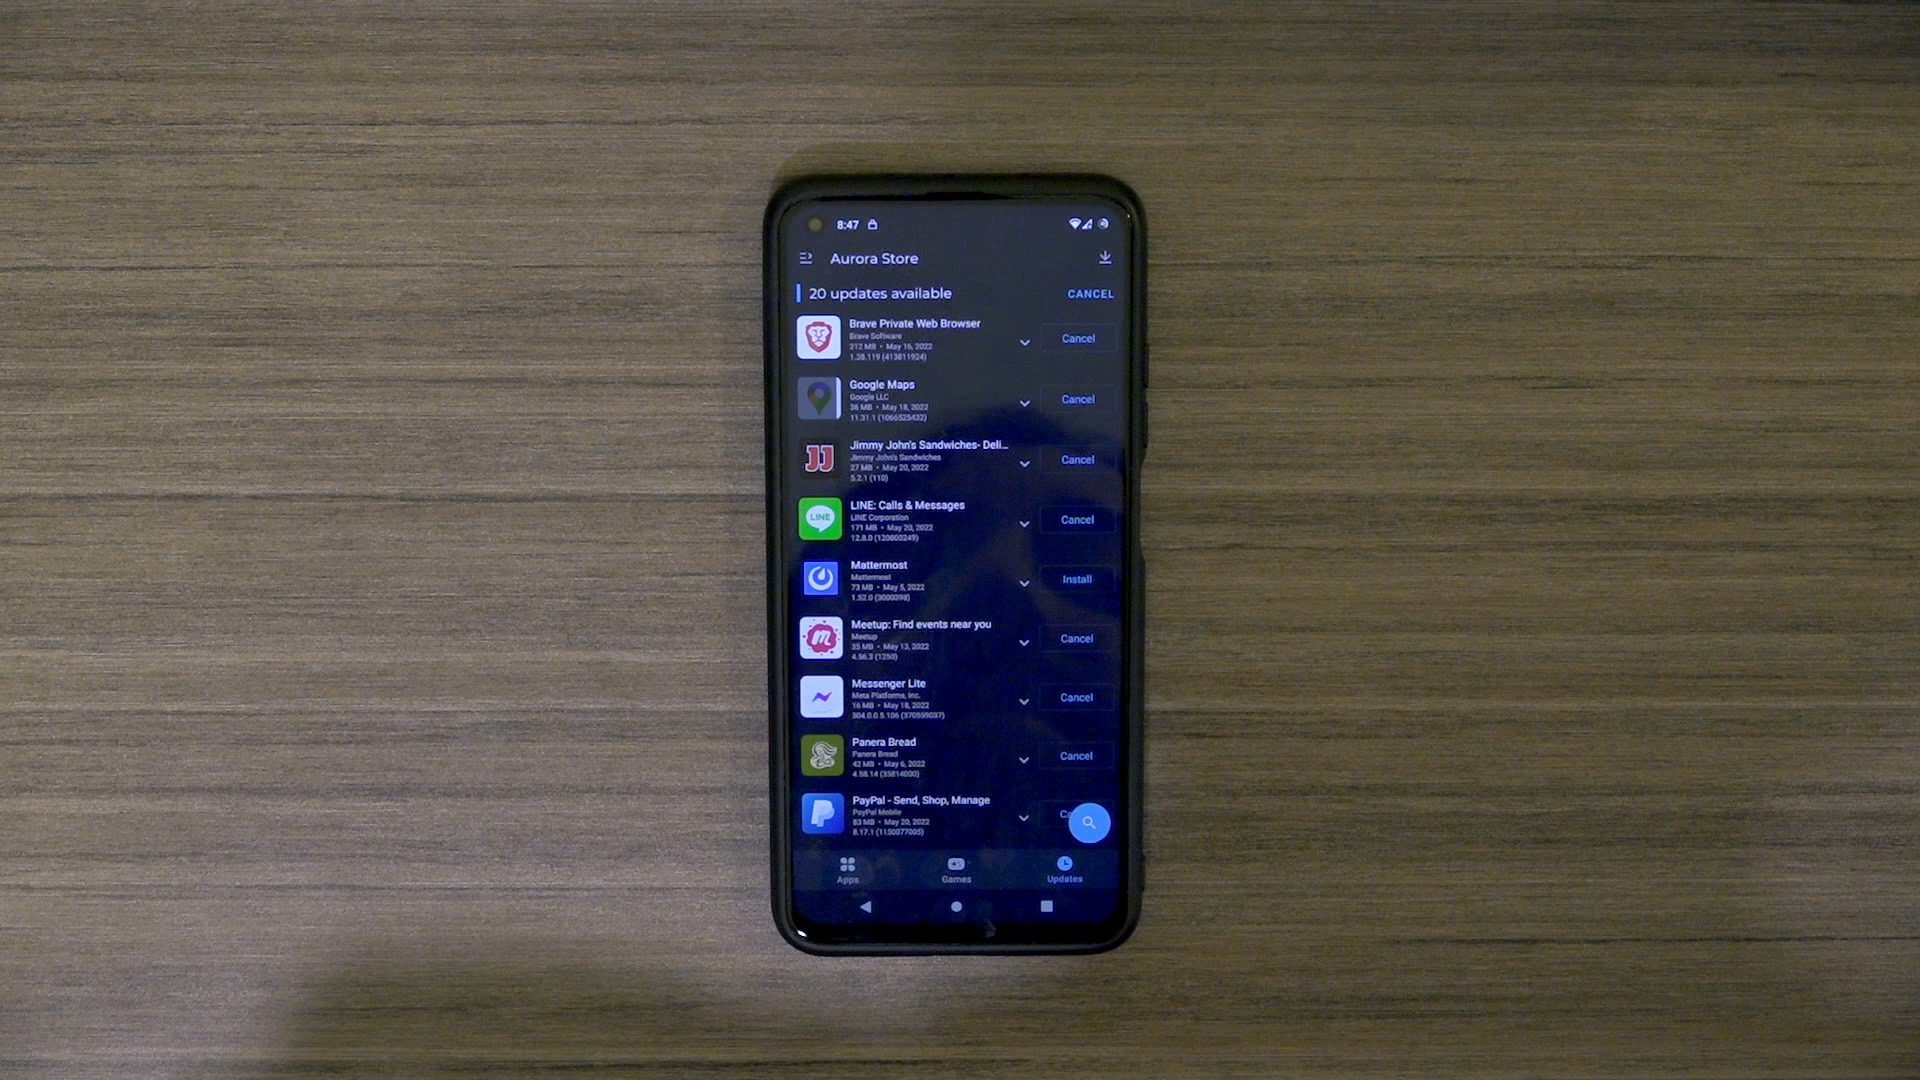 8:47
Aurora Store
20 updates available
CANCEL
Brave Private Web Browser
Brave Software
212 MB • May 16, 2022
1.38.119 (413811924)
Cancel
Google Maps
Google LLC
36 MB • May 18, 2022
11.31.1 (1066525432)
Cancel
JJ
Jimmy John's Sandwiches- Deli...
Jimmy John's Sandwiches
27 MB • May 20, 2022
5.2.1 (110)
Cancel
LINE
LINE: Calls & Messages
LINE Corporation
171 MB • May 20, 2022
12.8.0 (120800249)
Cancel
Mattermost
Mattermost
73 MB • May 5, 2022
1.52.0 (3000398)
Install
m
Meetup: Find events near you
Meetup
35 MB • May 13, 2022
4.56.3 (1250)
Cancel
Messenger Lite
Meta Platforms, Inc.
16 MB • May 18, 2022
304.0.0.5.106 (370559037)
Cancel
Panera Bread
Panera Bread
42 MB • May 6, 2022
4.58.14 (35814000)
Cancel
PayPal - Send, Shop, Manage
PayPal Mobile
83 MB • May 20, 2022
8.17.1 (1150077005)
Ca
Apps
Games
Updates